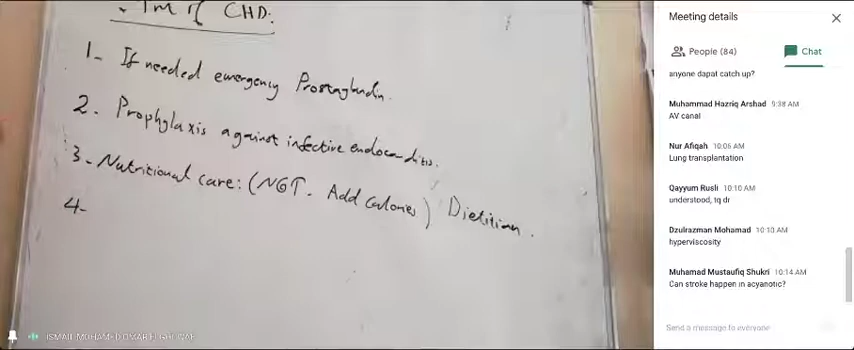 Tm of CHD:
1- If needed emergency Prostaglandin.
2. Prophylaxis against infective endocarditis.
3- Nutritional care: (NGT. Add Calories) Dietitian.
4-
Meeting details
People (84)
Chat
anyone dapat catch up?
Muhammad Hazriq Arshad 9:38 AM
AV canal
Nur Afiqah 10:06 AM
Lung transplantation
Qayyum Rusli 10:10 AM
understood, tq dr
Dzulrazman Mohamad 10:10 AM
hyperviscosity
Muhamad Mustaufiq Shukri 10:14 AM
Can stroke happen in acyanotic?
Send a message to everyone
ISMAIL MOHAMED OMAR